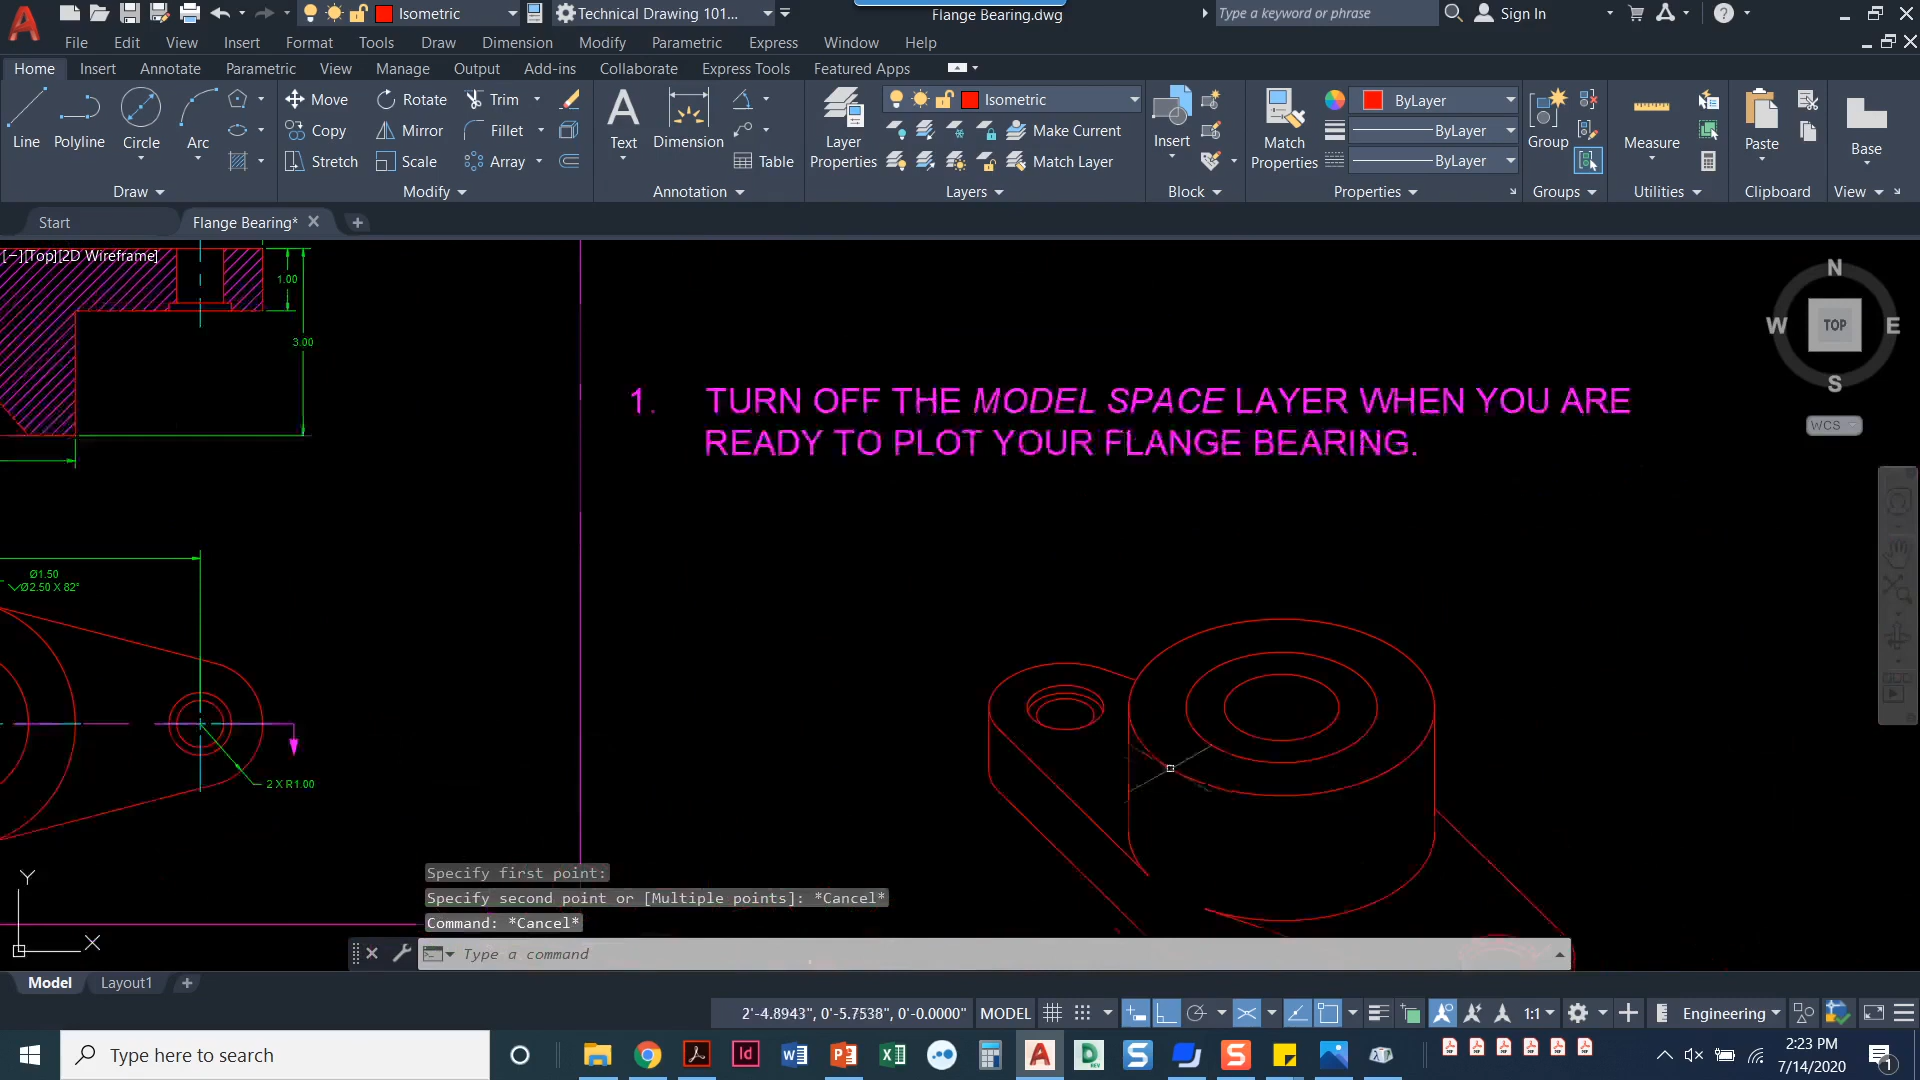 Isometric
Technical Drawing 101...
Flange Bearing.dwg
Type a keyword or phrase
Sign In
File Edit View Insert Format Tools Draw Dimension Modify Parametric Express Window Help
Home Insert Annotate Parametric View Manage Output Add-ins Collaborate Express Tools Featured Apps
Line
Polyline
Circle
Arc
Draw
Move Rotate Trim
Copy Mirror Fillet
Stretch Scale Array
Modify
Text
Dimension
Table
Annotation
Layer
Properties
Isometric
Make Current
Match Layer
Layers
Insert
Block
Match
Properties
ByLayer
ByLayer
ByLayer
Properties
Group
Groups
Measure
Utilities
Paste
Clipboard
Base
View
Start
Flange Bearing*
[−][Top][2D Wireframe]
1.00
3.00
Ø1.50
Ø2.50 X 82°
2 X R1.00
1. TURN OFF THE MODEL SPACE LAYER WHEN YOU ARE
READY TO PLOT YOUR FLANGE BEARING.
N
W
TOP
E
S
WCS
Y
X
Specify first point:
Specify second point or [Multiple points]: *Cancel*
Command: *Cancel*
Type a command
Model
Layout1
2'-4.8943", 0'-5.7538", 0'-0.0000"
MODEL
1:1
Engineering
Type here to search
2:23 PM
7/14/2020
1